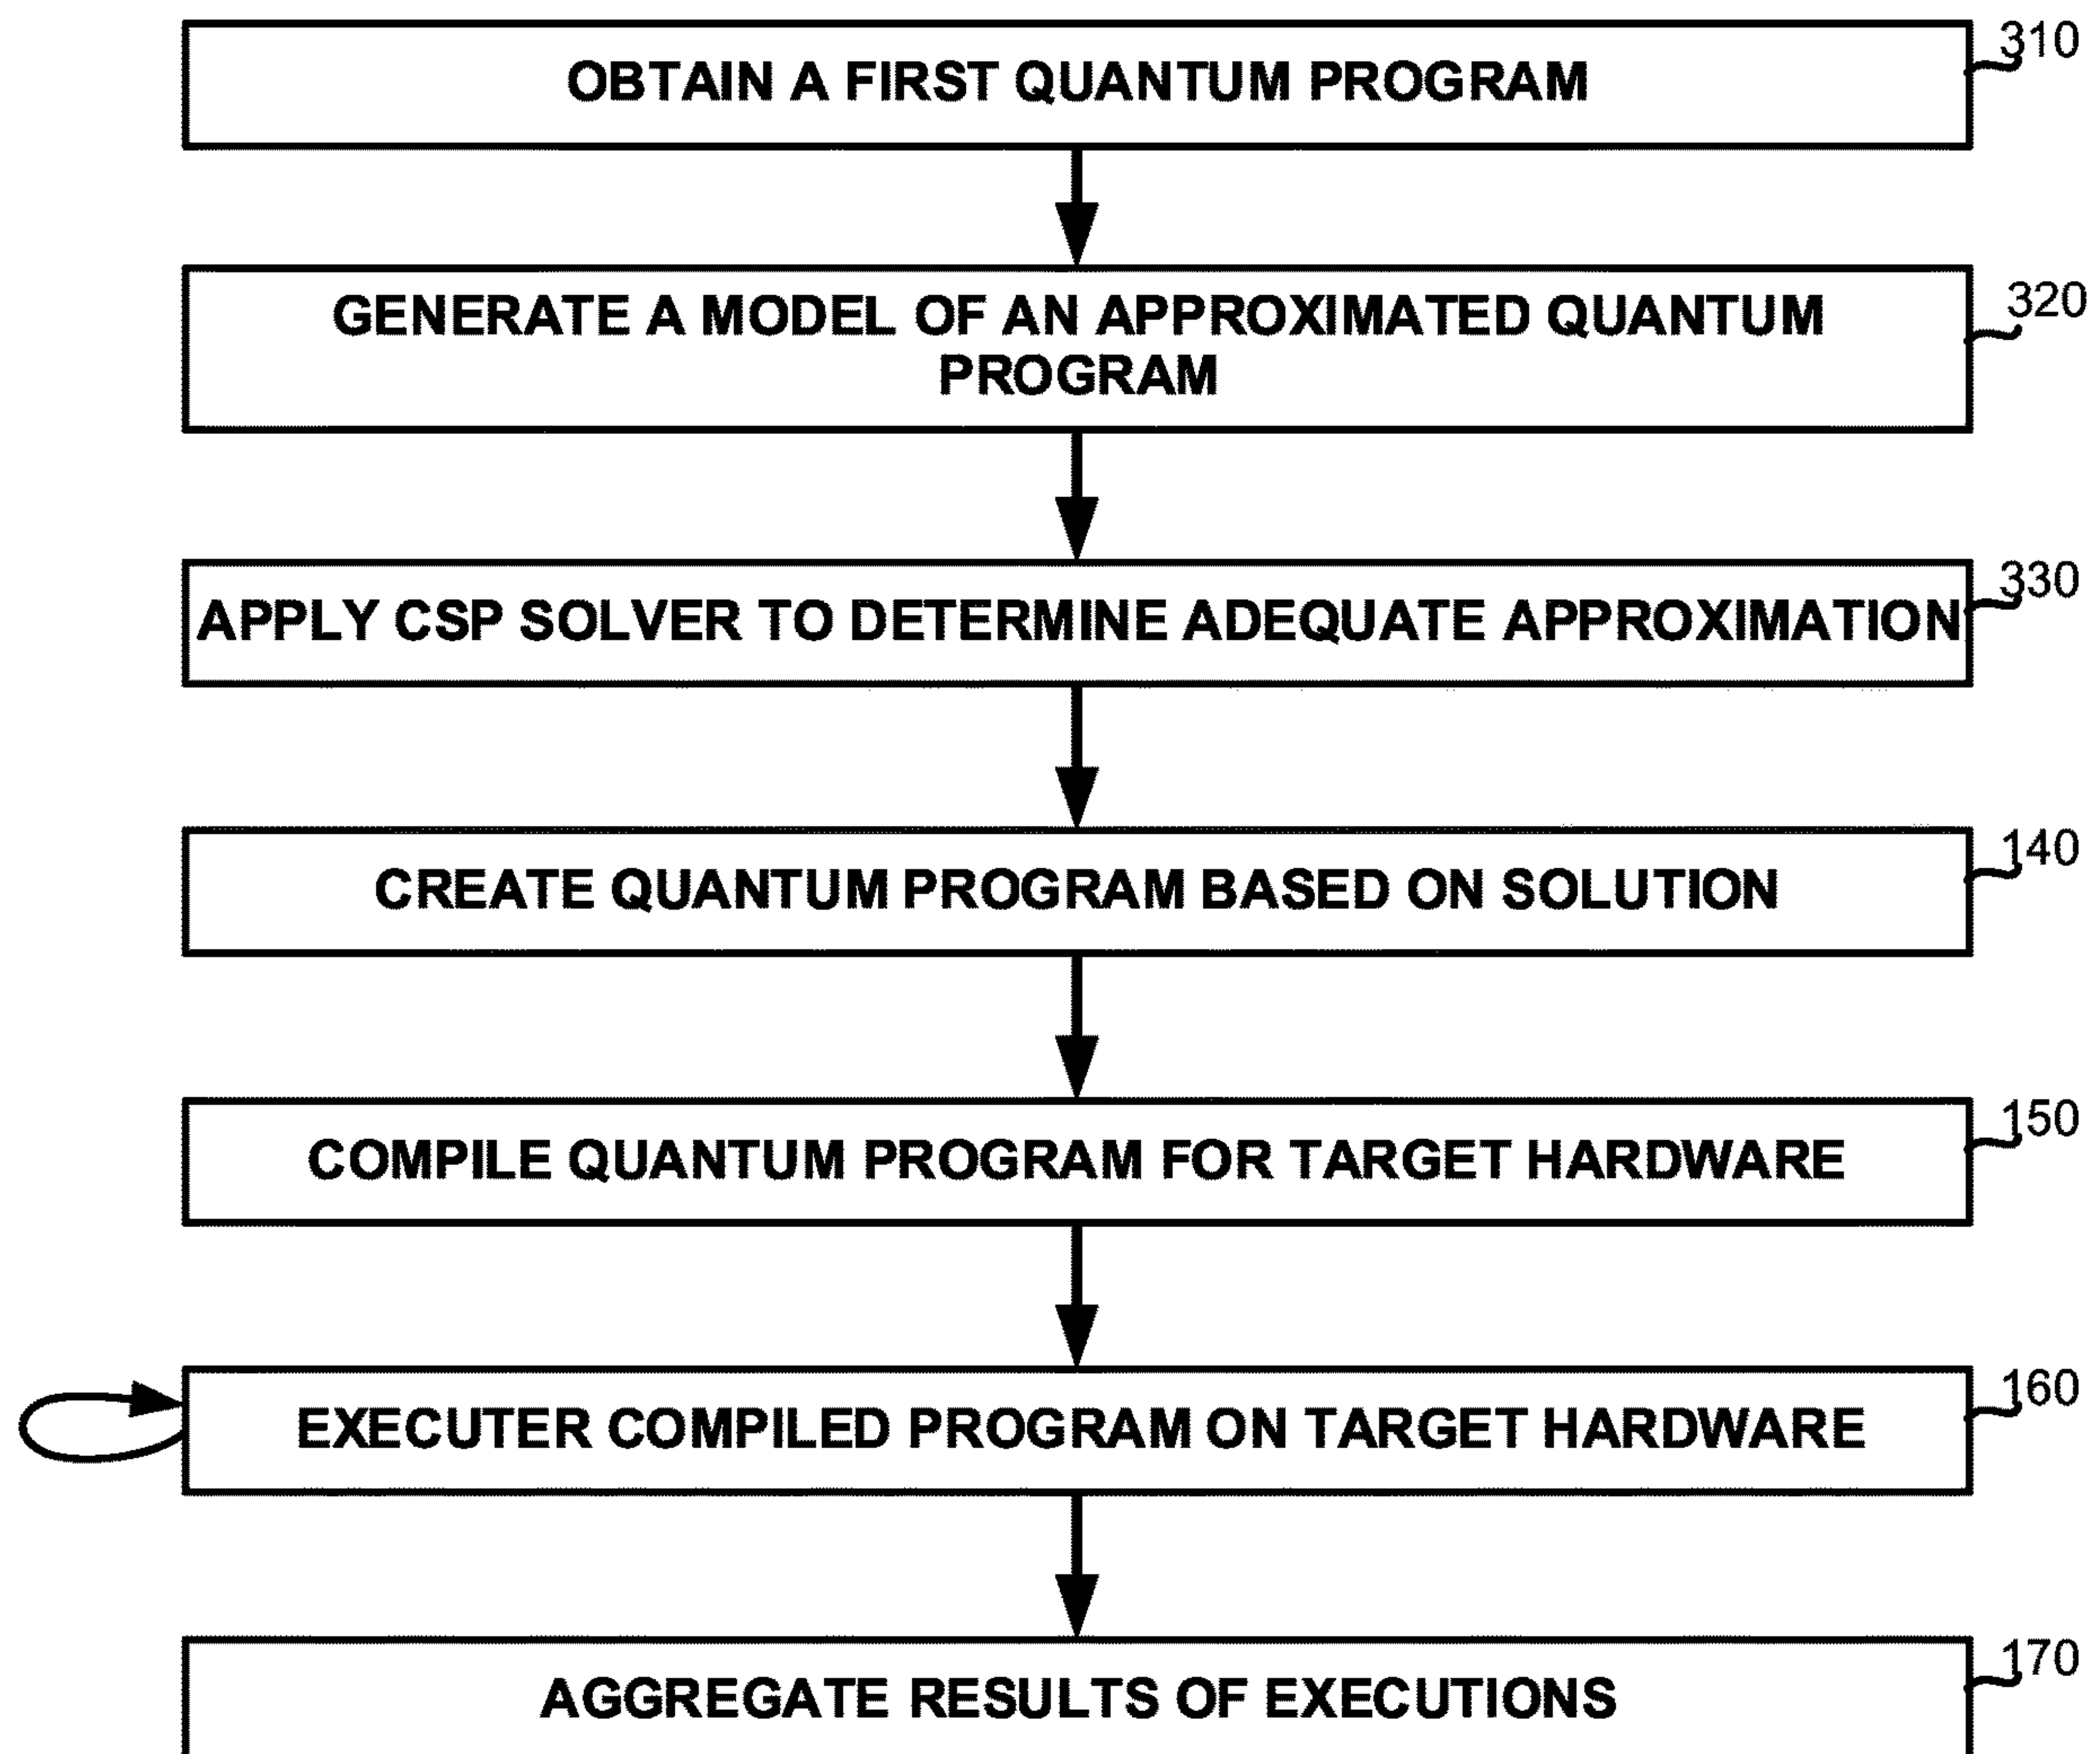 310
OBTAIN A FIRST QUANTUM PROGRAM
320
GENERATE A MODEL OF AN APPROXIMATED QUANTUM
PROGRAM
330
APPLY CSP SOLVER TO DETERMINE ADEQUATE APPROXIMATION
140
CREATE QUANTUM PROGRAM BASED ON SOLUTION
150
COMPILE QUANTUM PROGRAM FOR TARGET HARDWARE
160
EXECUTER COMPILED PROGRAM ON TARGET HARDWARE
170
AGGREGATE RESULTS OF EXECUTIONS